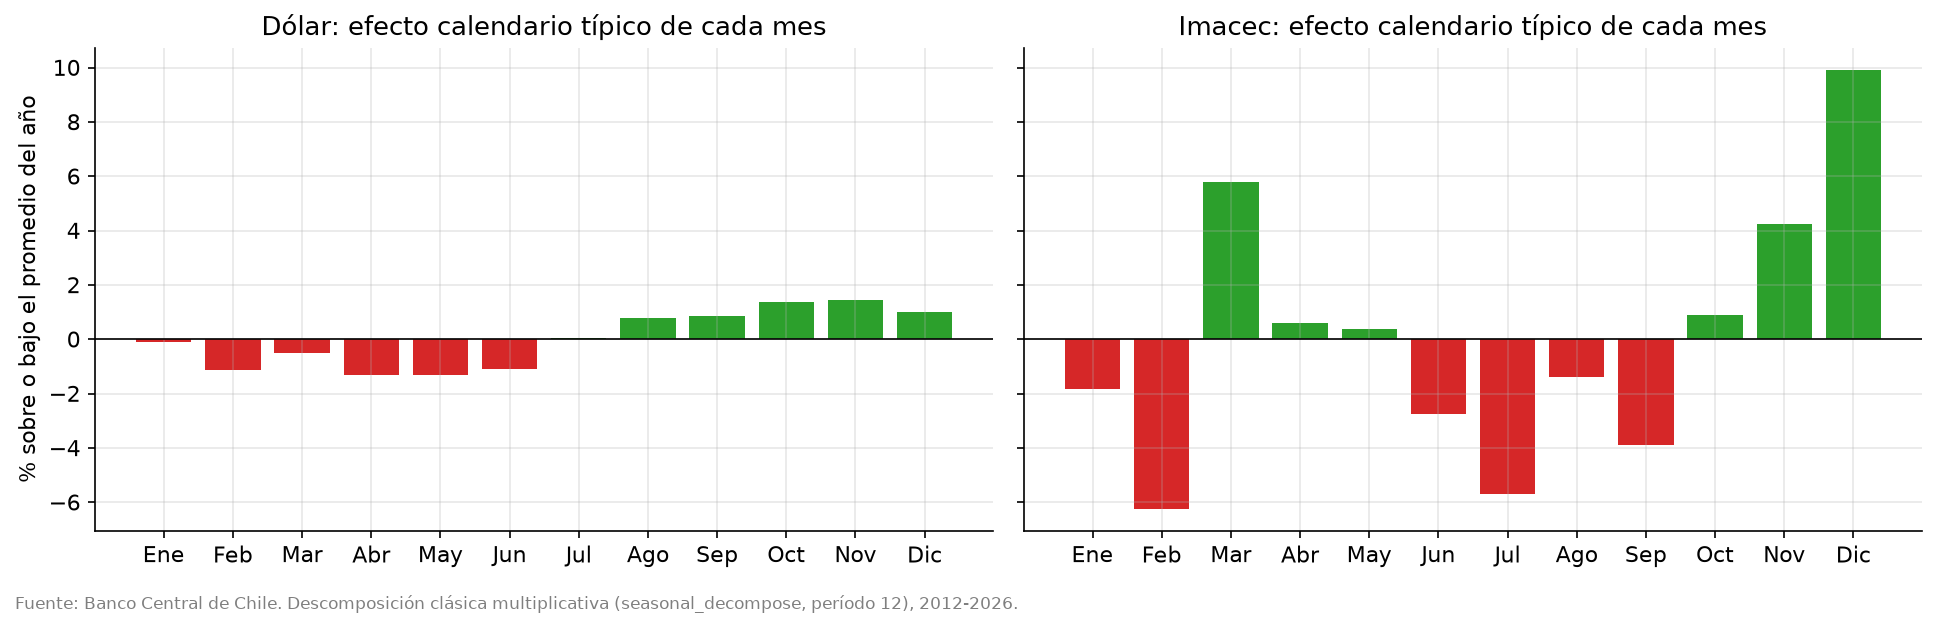 Dólar: efecto calendario típico de cada mes
% sobre o bajo el promedio del año
10
8
6
4
2
0
−2
−4
−6
Ene Feb Mar Abr May Jun Jul Ago Sep Oct Nov Dic
Imacec: efecto calendario típico de cada mes
Ene Feb Mar Abr May Jun Jul Ago Sep Oct Nov Dic
Fuente: Banco Central de Chile. Descomposición clásica multiplicativa (seasonal_decompose, período 12), 2012-2026.